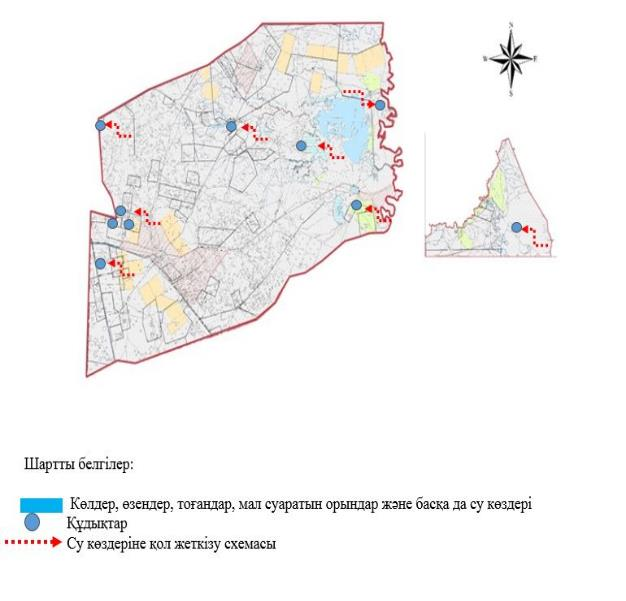 N
W E
S
Шартты белгілер:
Көлдер, өзендер, тоғандар, мал суаратын орындар және басқа да су көздері
Құдықтар
Су көздеріне қол жеткізу схемасы